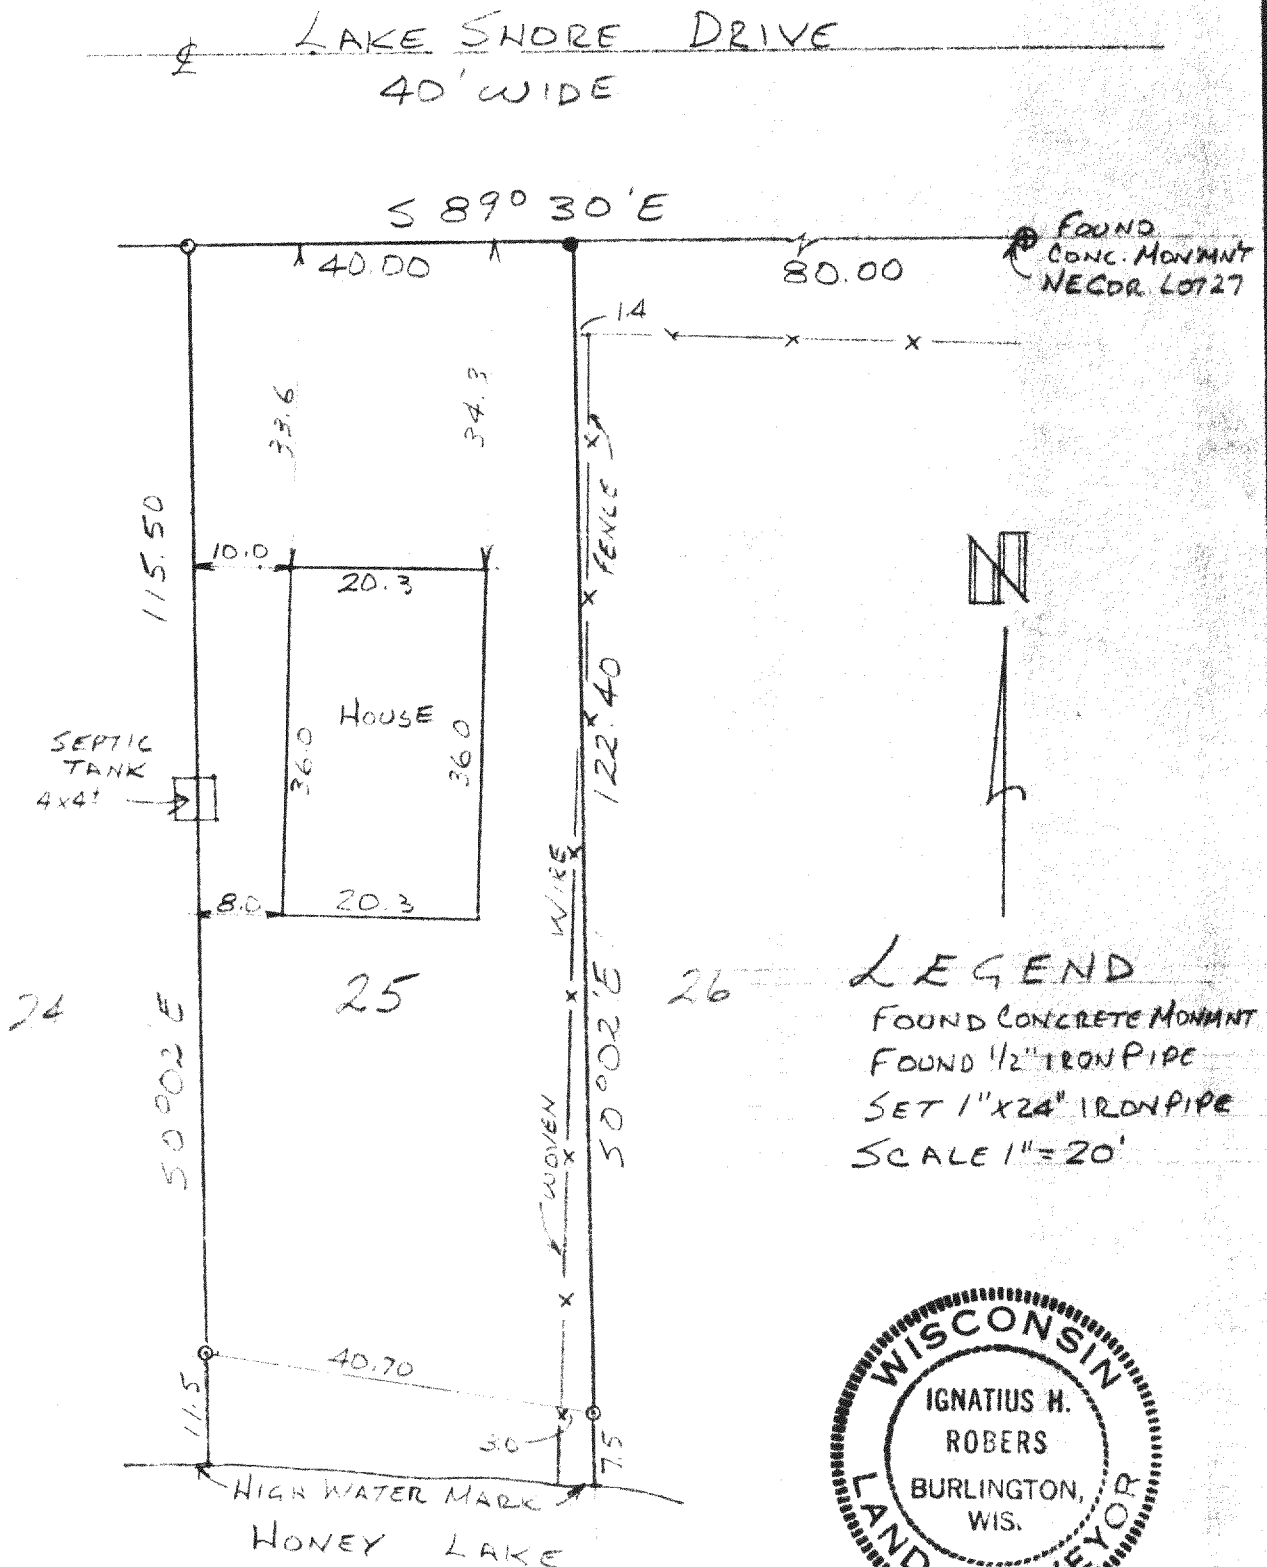 LAKE SHORE DRIVE
℄
40' WIDE
S 89° 30' E
40.00
80.00
FOUND
CONC. MONMNT
NE COR. LOT 27
1.4
33.6
34.3
115.50
10.0
20.3
FENCE
HOUSE
36.0
36.0
122.40
SEPTIC
TANK
4x4'
8.0
20.3
WIRE
N
24
25
26
S 0° 02' E
S 0° 02' E
WOVEN
LEGEND
FOUND CONCRETE MONMNT
FOUND 1/2" IRON PIPE
SET 1"X24" IRON PIPE
SCALE 1" = 20'
40.70
11.5
3.0
7.5
HIGH WATER MARK
HONEY LAKE
WISCONSIN
IGNATIUS H.
ROBERS
BURLINGTON,
WIS.
LAND